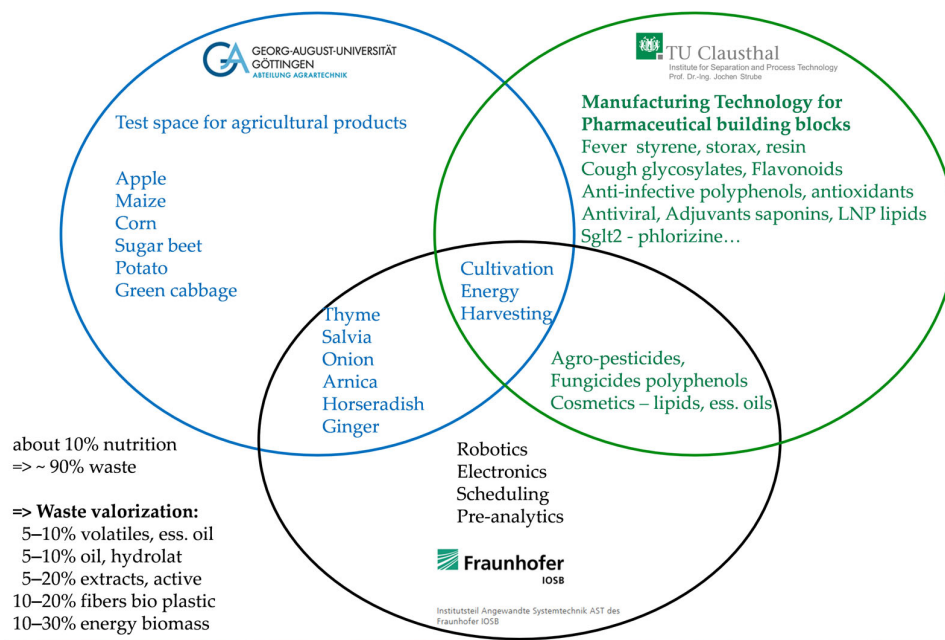 GEORG-AUGUST-UNIVERSITÄT
GÖTTINGEN
ABTEILUNG AGRARTECHNIK
Test space for agricultural products
Apple
Maize
Corn
Sugar beet
Potato
Green cabbage
TU Clausthal
Institute for Separation and Process Technology
Prof. Dr.-Ing. Jochen Strube
Manufacturing Technology for
Pharmaceutical building blocks
Fever styrene, storax, resin
Cough glycosylates, Flavonoids
Anti-infective polyphenols, antioxidants
Antiviral, Adjuvants saponins, LNP lipids
Sglt2 - phlorizine…
Cultivation
Energy
Harvesting
Thyme
Salvia
Onion
Arnica
Horseradish
Ginger
Agro-pesticides,
Fungicides polyphenols
Cosmetics – lipids, ess. oils
about 10% nutrition
=> ~ 90% waste
=> Waste valorization:
5–10% volatiles, ess. oil
5–10% oil, hydrolat
5–20% extracts, active
10–20% fibers bio plastic
10–30% energy biomass
Robotics
Electronics
Scheduling
Pre-analytics
Fraunhofer
IOSB
Institutsteil Angewandte Systemtechnik AST des
Fraunhofer IOSB